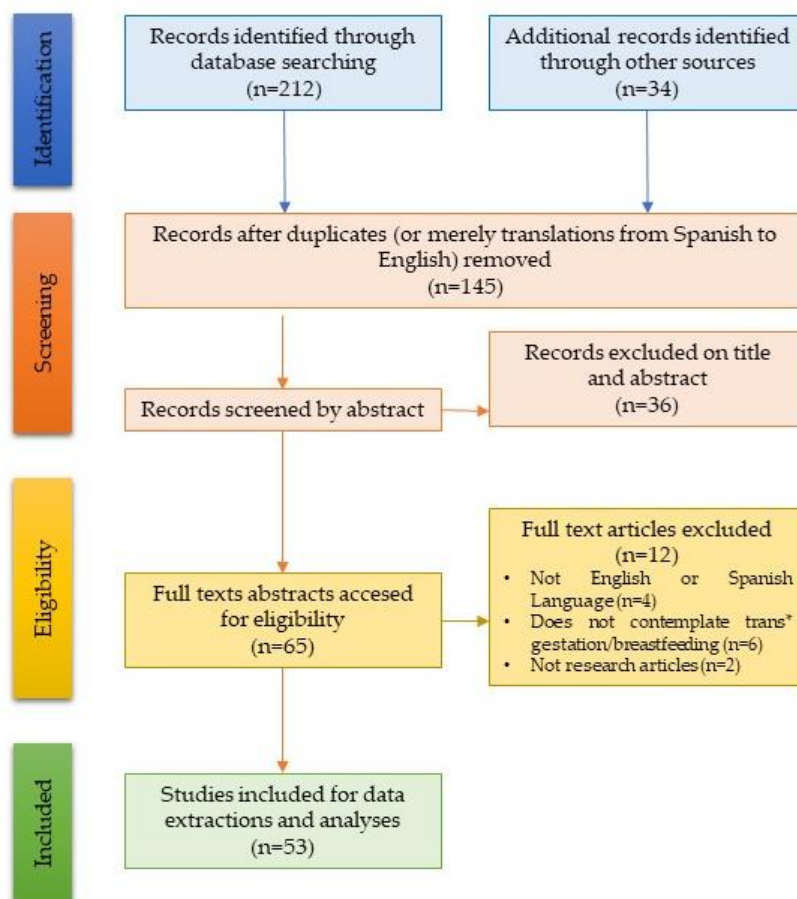 Identification
Records identified through
database searching
(n=212)
Additional records identified
through other sources
(n=34)
Screening
Records after duplicates (or merely translations from Spanish to
English) removed
(n=145)
Records screened by abstract
Records excluded on title
and abstract
(n=36)
Eligibility
Full texts abstracts accesed
for eligibility
(n=65)
Full text articles excluded
(n=12)
• Not English or Spanish
Language (n=4)
• Does not contemplate trans*
gestation/breastfeeding (n=6)
• Not research articles (n=2)
Included
Studies included for data
extractions and analyses
(n=53)